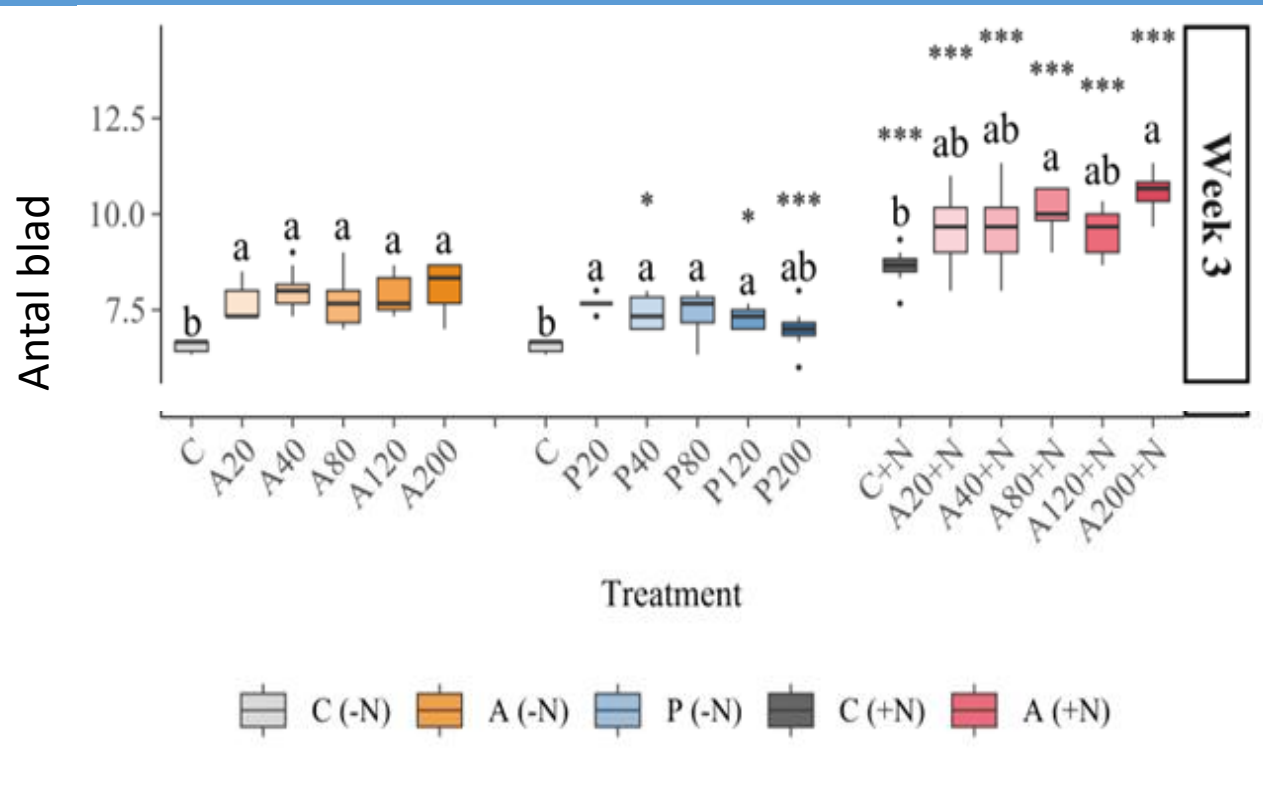 *** *** *** *** *** ***
12.5
ab ab a ab a
10.0
* * ***
b
a a a a a
a a a a ab
7.5
b b
Antal blad
Week 3
C A20 A40 A80 A120 A200 C P20 P40 P80 P120 P200 C+N A20+N A40+N A80+N A120+N A200+N
Treatment
C (-N) A (-N) P (-N) C (+N) A (+N)